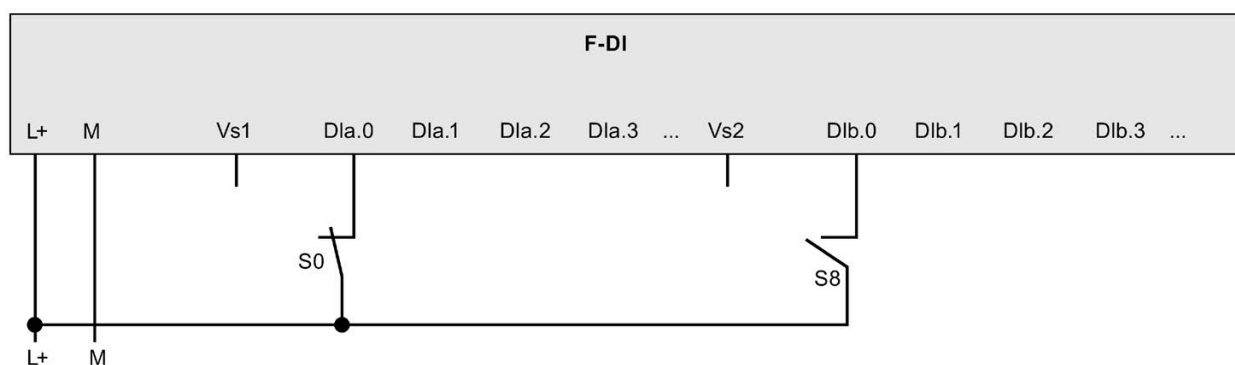 F-DI
L+ M Vs1 DIa.0 DIa.1 DIa.2 DIa.3 ... Vs2 DIb.0 DIb.1 DIb.2 DIb.3 ...
S0 S8
L+ M